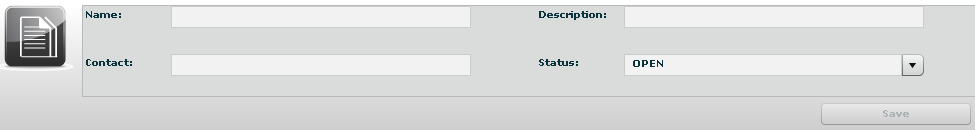 Name:
Description:
Contact:
Status:
OPEN
Save